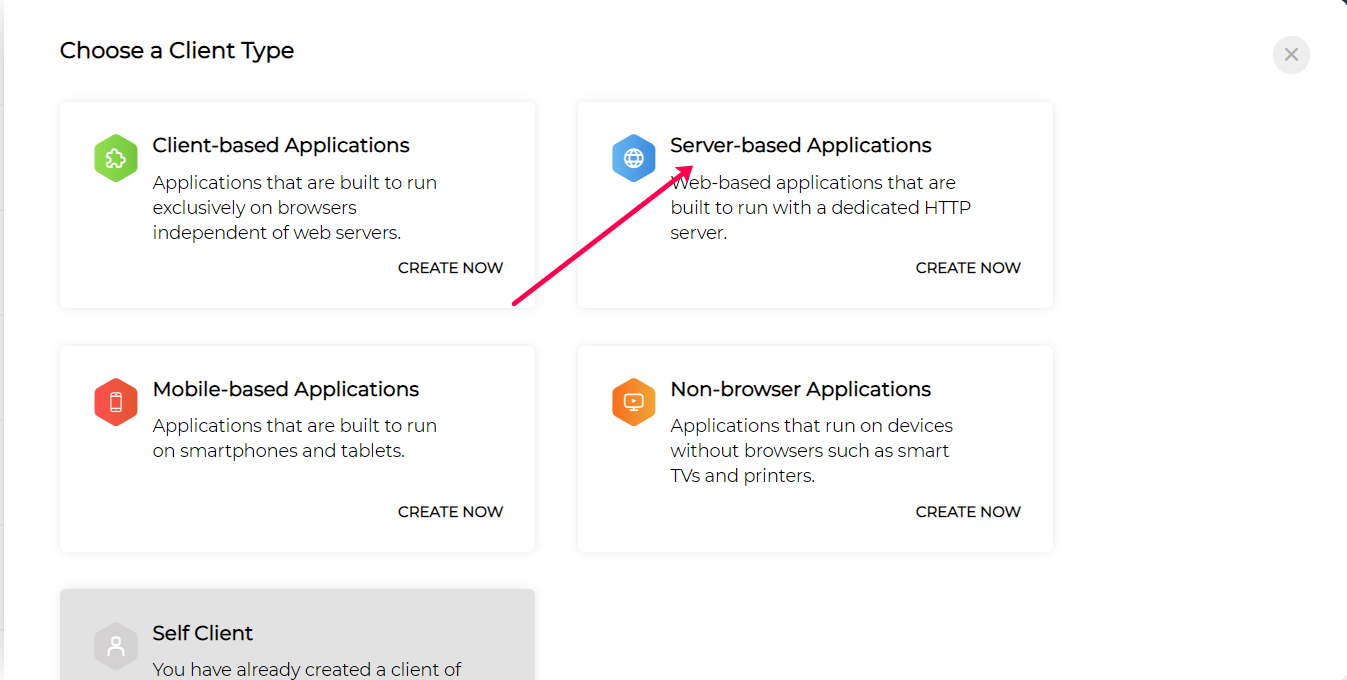 Choose a Client Type
Client-based Applications
Applications that are built to run
exclusively on browsers
independent of web servers.
CREATE NOW
Server-based Applications
Web-based applications that are
built to run with a dedicated HTTP
server.
CREATE NOW
Mobile-based Applications
Applications that are built to run
on smartphones and tablets.
CREATE NOW
Non-browser Applications
Applications that run on devices
without browsers such as smart
TVs and printers.
CREATE NOW
Self Client
You have already created a client of